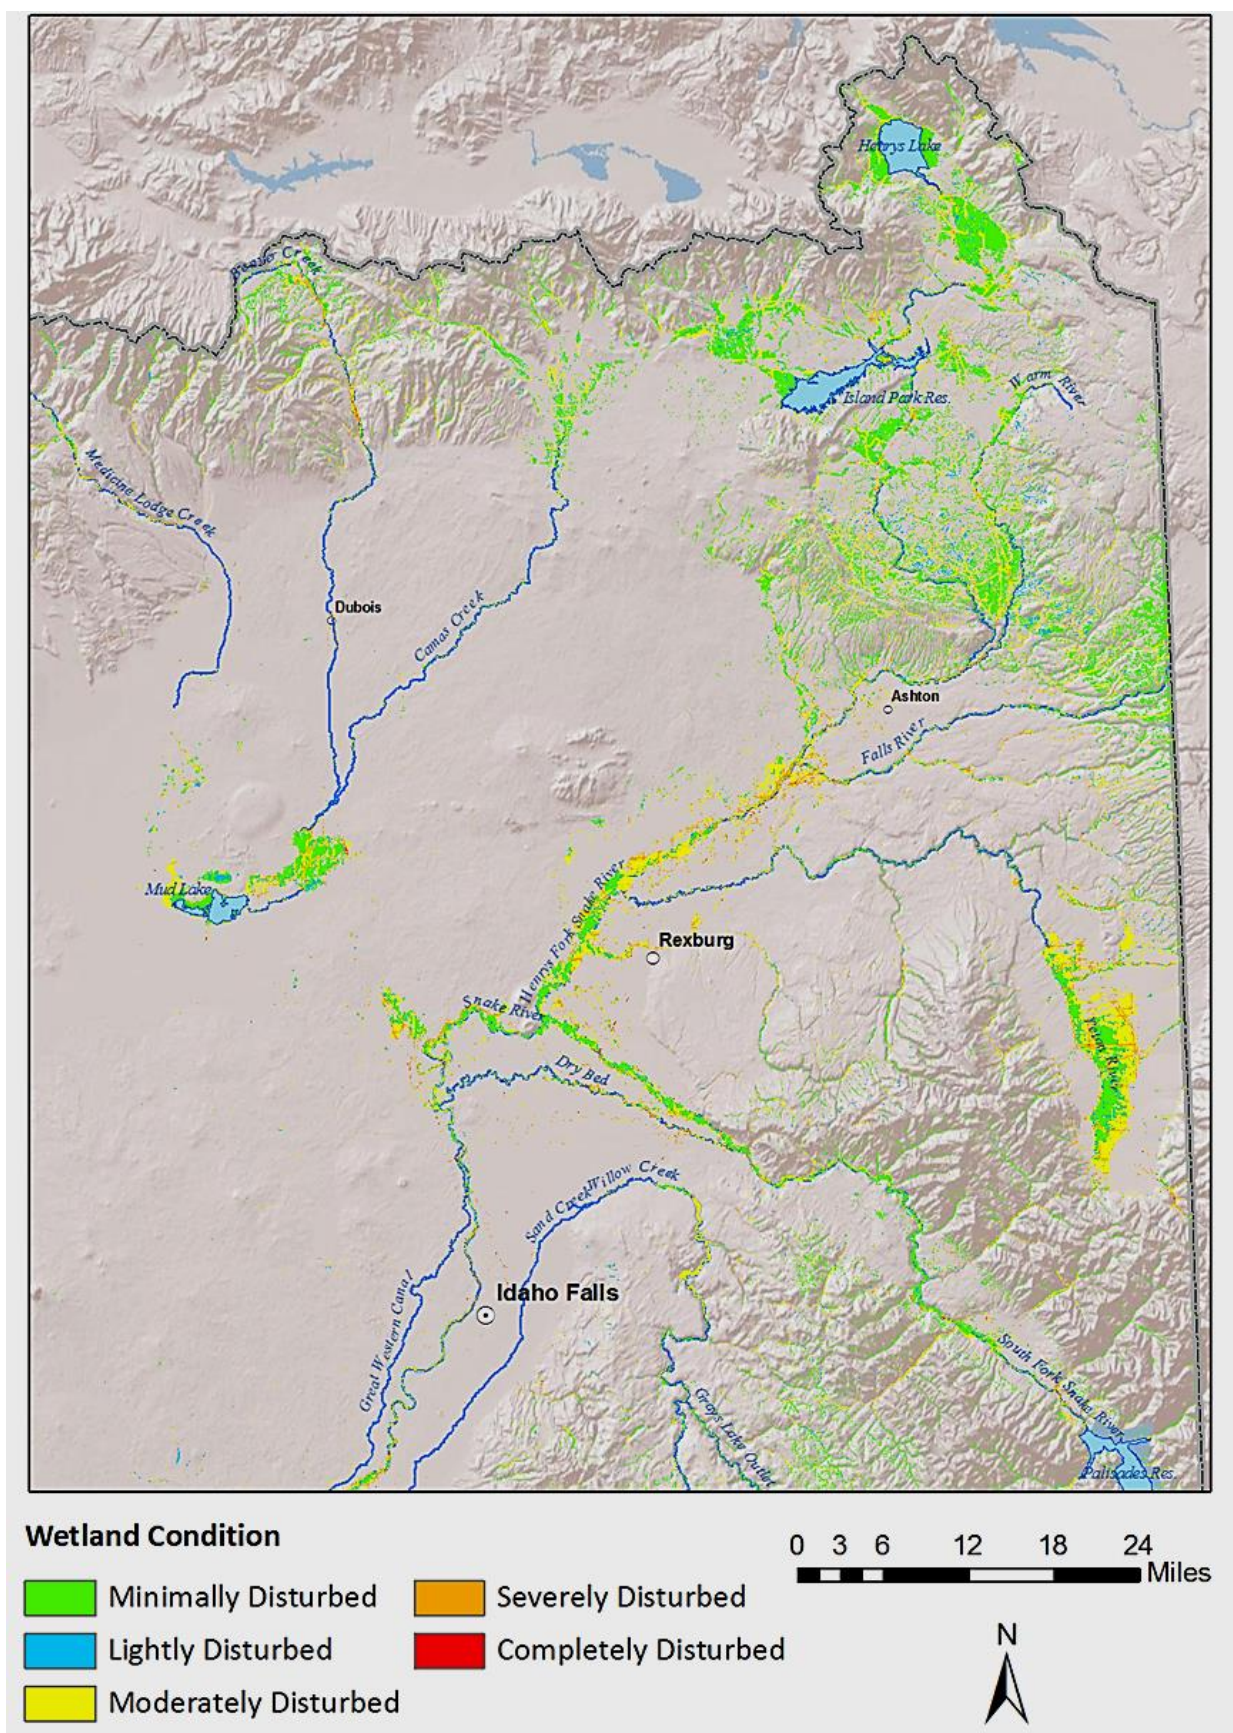 Henrys Lake
Creek
Island Park Res.
Warm River
Medicine Lodge Creek
Dubois
Camas Creek
Ashton
Falls River
Mud Lake
Henrys Fork Snake River
Rexburg
Snake River
Teton River
Dry Bed
Willow Creek
Sand Creek
Idaho Falls
Great Western Canal
South Fork Snake River
Grays Lake Outlet
Palisades Res.
Wetland Condition
0 3 6 12 18 24
Miles
Minimally Disturbed
Severely Disturbed
Lightly Disturbed
Completely Disturbed
Moderately Disturbed
N